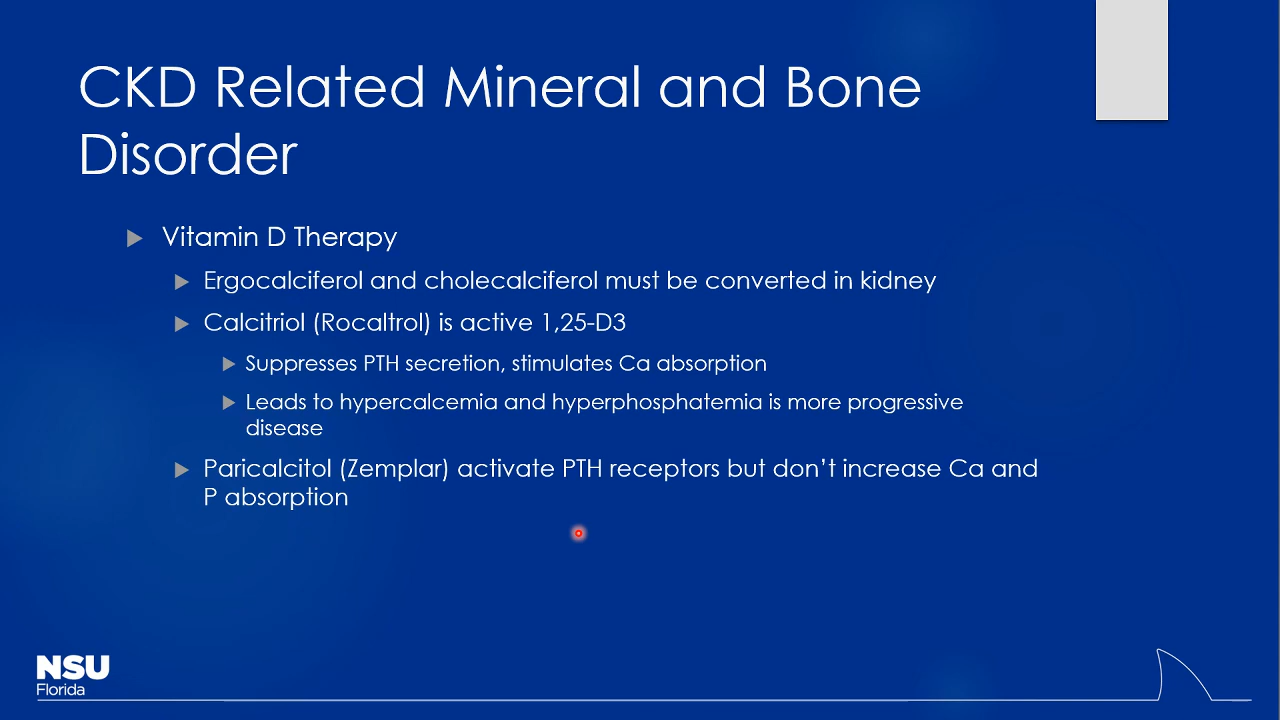 CKD Related Mineral and Bone
Disorder
Vitamin D Therapy
Ergocalciferol and cholecalciferol must be converted in kidney
Calcitriol (Rocaltrol) is active 1,25-D3
Suppresses PTH secretion, stimulates Ca absorption
Leads to hypercalcemia and hyperphosphatemia is more progressive
disease
Paricalcitol (Zemplar) activate PTH receptors but don’t increase Ca and
P absorption
NSU
Florida